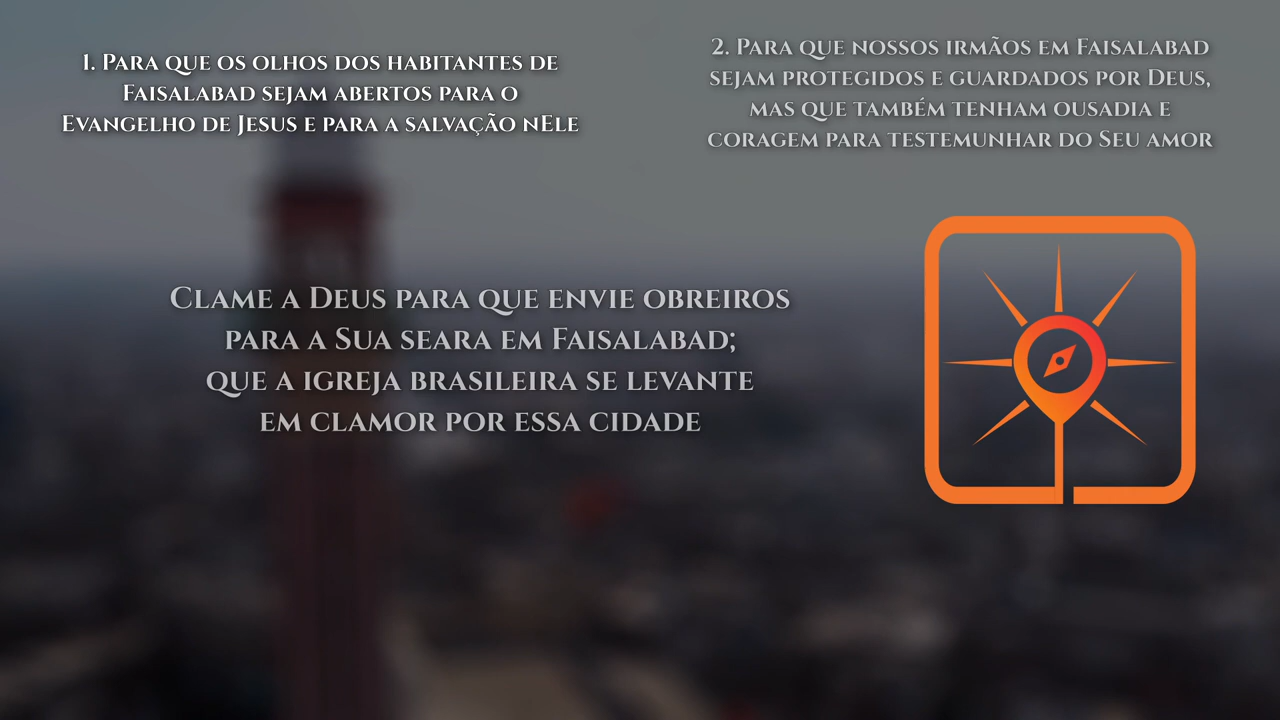 1. Para que os olhos dos habitantes de
Faisalabad sejam abertos para o
Evangelho de Jesus e para a salvação nEle
2. Para que nossos irmãos em Faisalabad
sejam protegidos e guardados por Deus,
mas que também tenham ousadia e
coragem para testemunhar do Seu amor
Clame a Deus para que envie obreiros
para a Sua seara em Faisalabad;
que a igreja brasileira se levante
em clamor por essa cidade